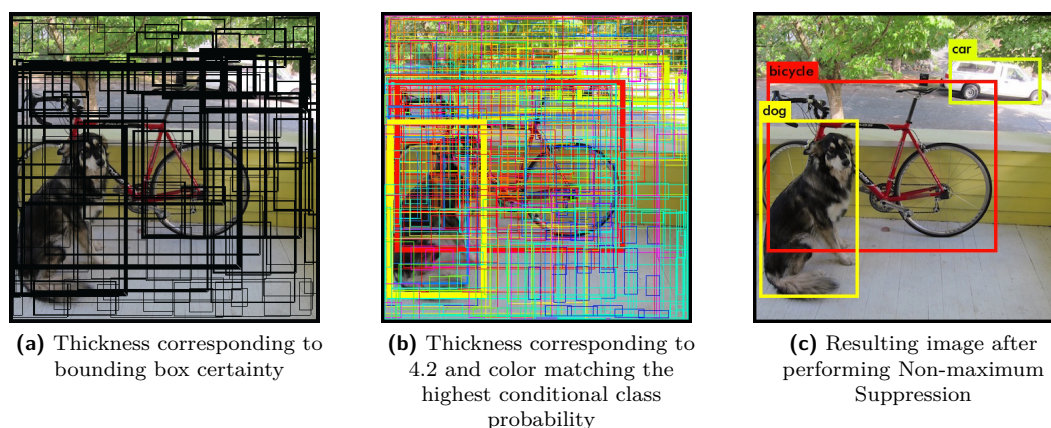 car
bicycle
dog
(a) Thickness corresponding to
bounding box certainty
(b) Thickness corresponding to
4.2 and color matching the
highest conditional class
probability
(c) Resulting image after
performing Non-maximum
Suppression